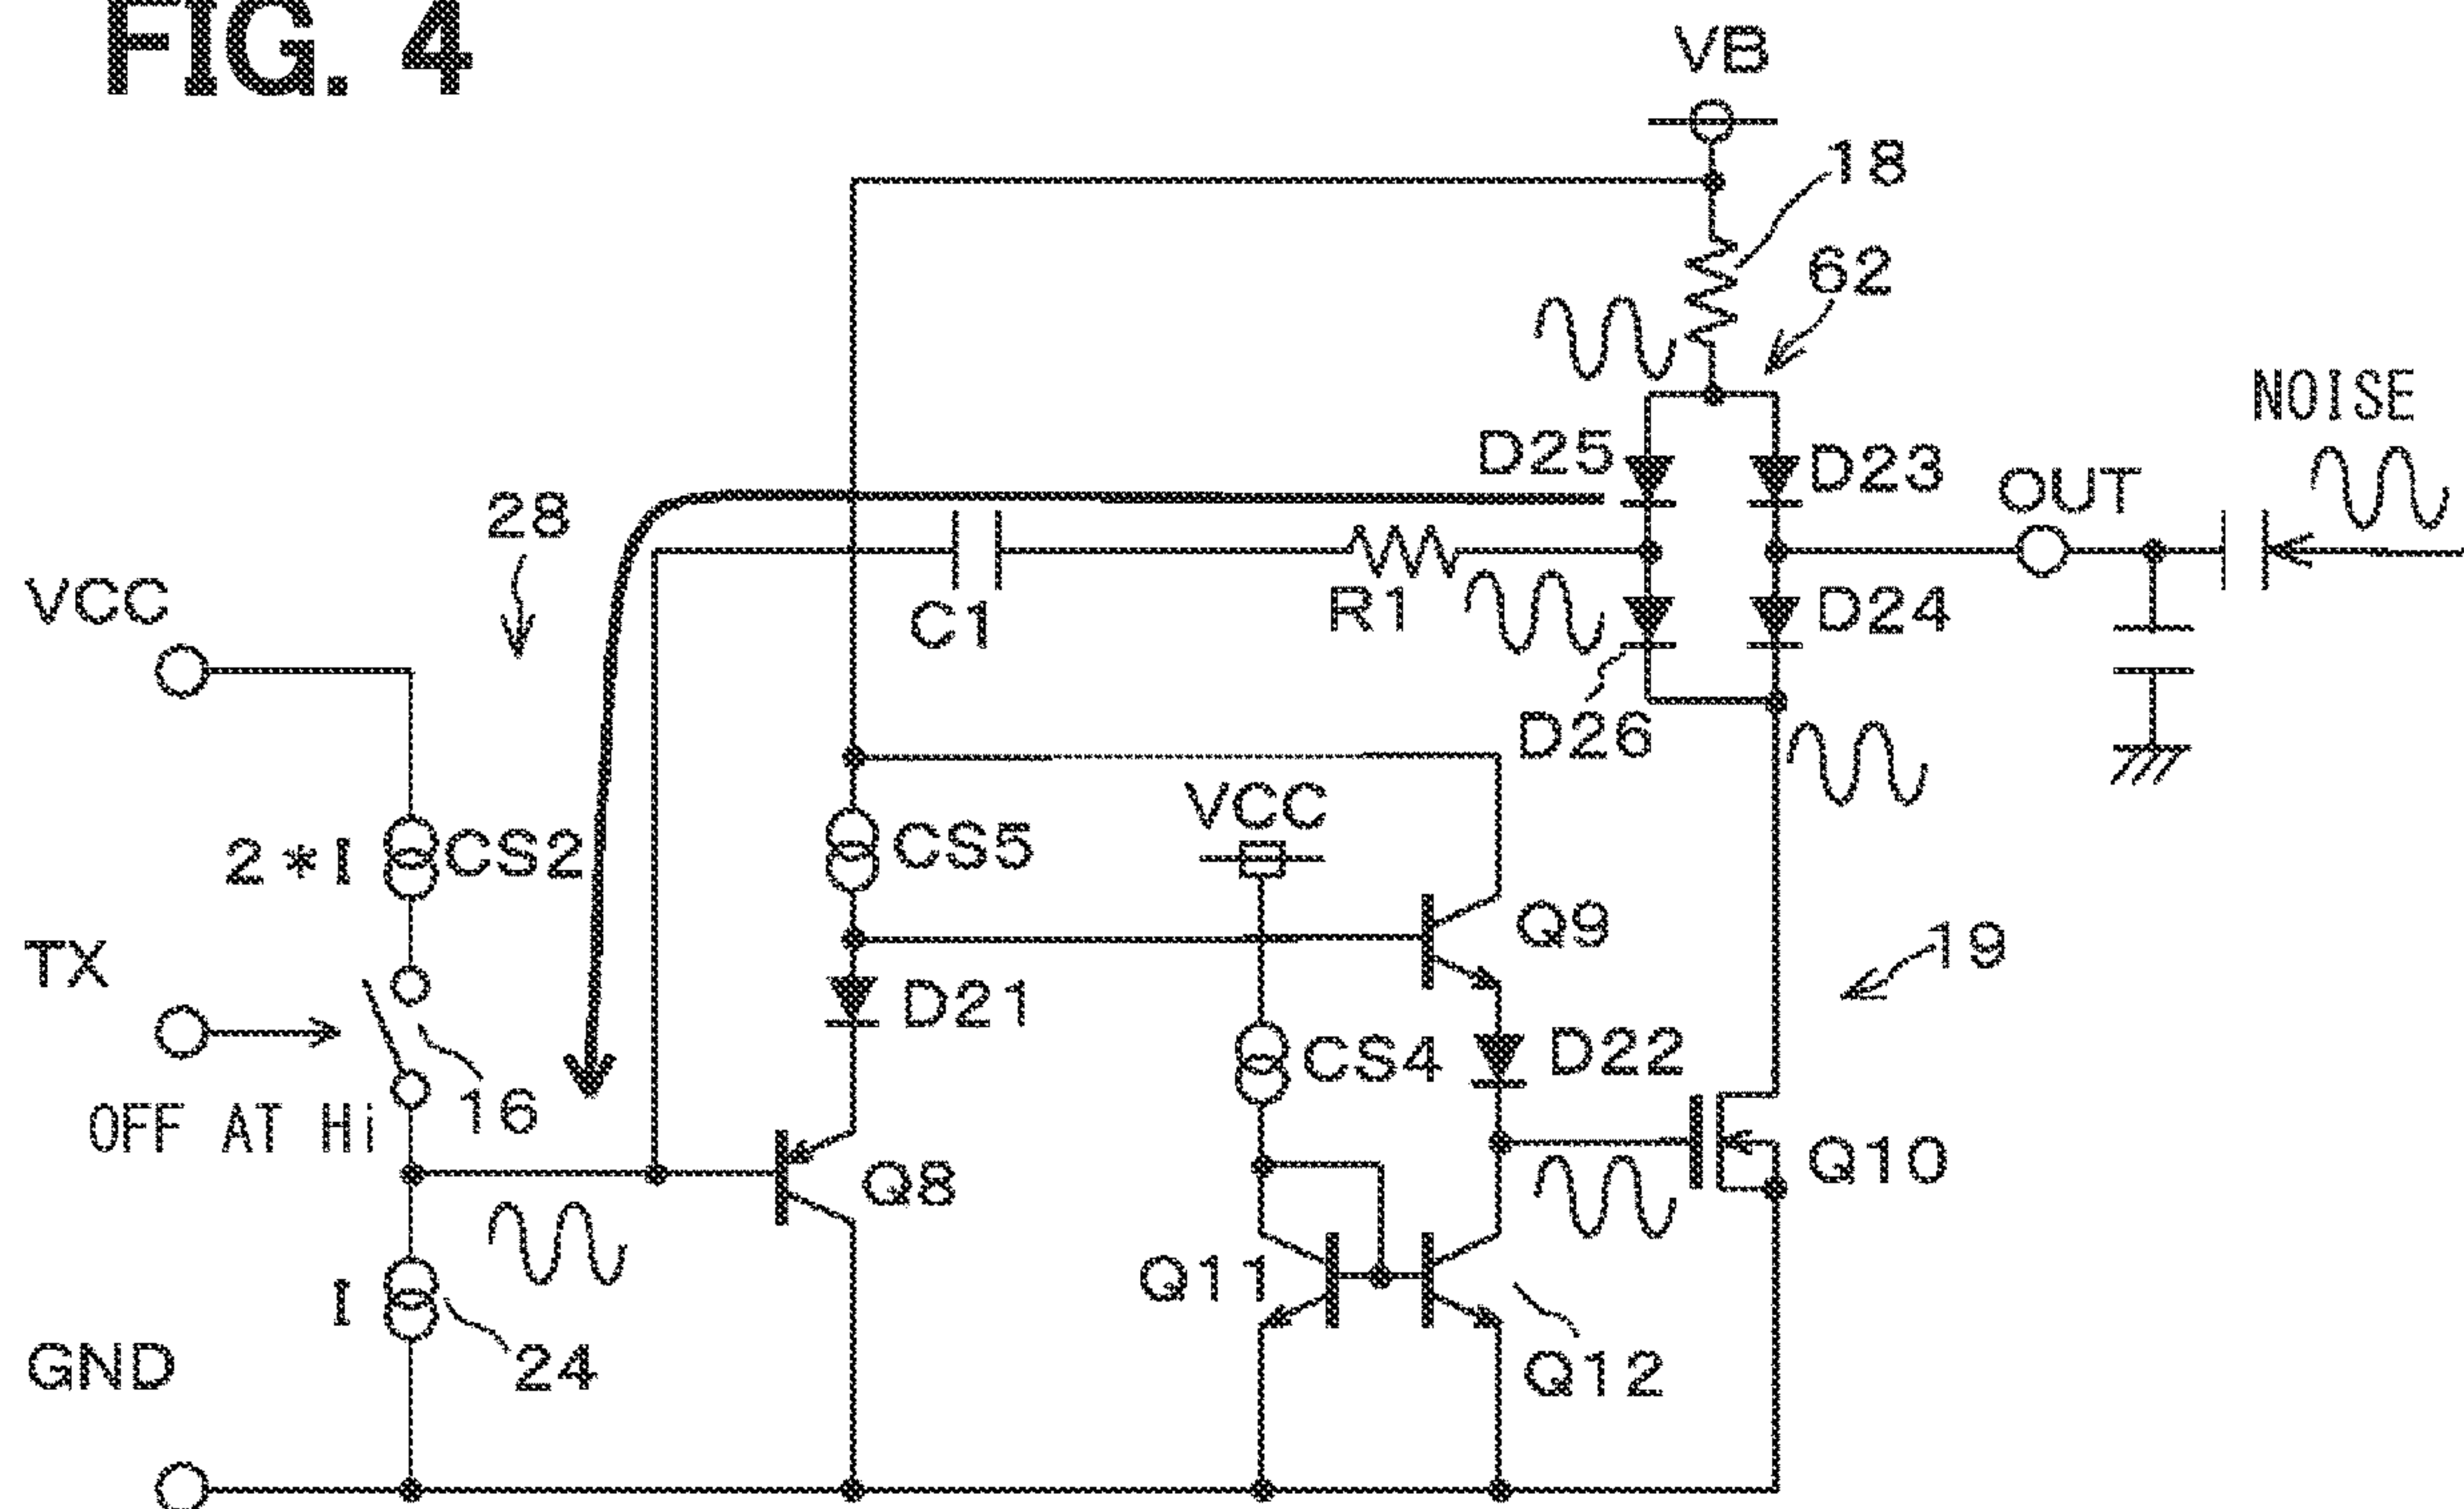 FIG. 4
VB
18
62
NOISE
D25
D23
OUT
28
VCC
C1
R1
D24
D26
VCC
2*I
CS2
CS5
Q9
TX
19
D21
CS4
D22
OFF AT Hi
16
Q8
Q10
Q11
I
24
Q12
GND